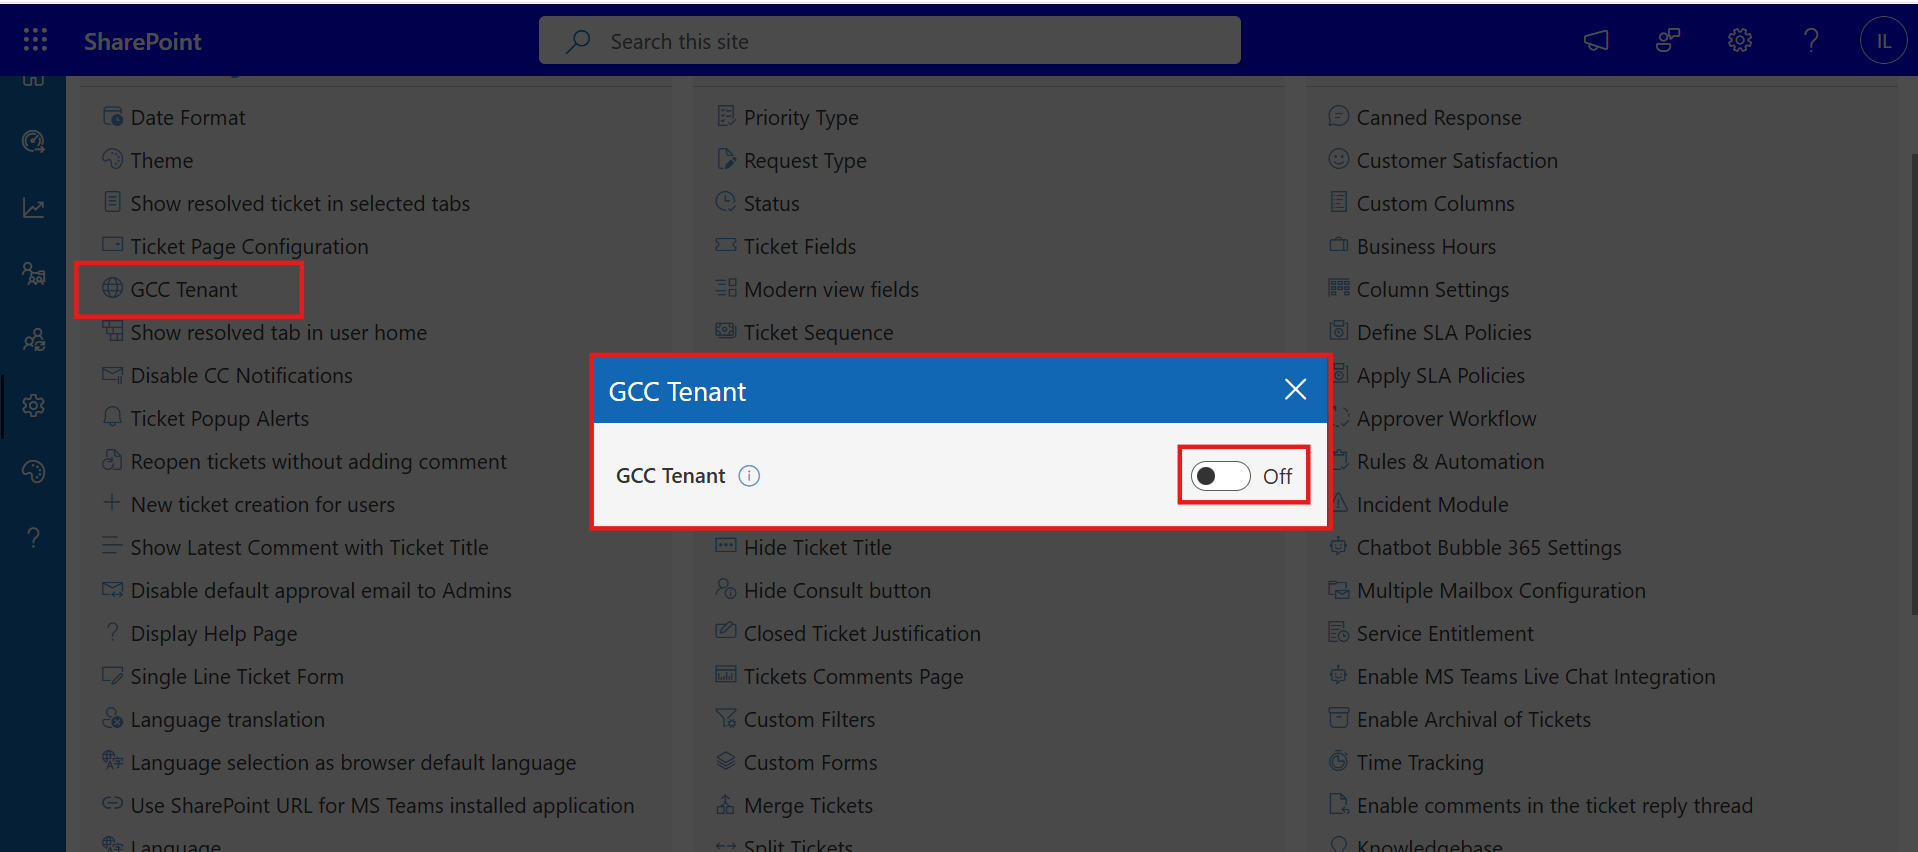 SharePoint
Search this site
IL
Date Format
Theme
Show resolved ticket in selected tabs
Ticket Page Configuration
GCC Tenant
Show resolved tab in user home
Disable CC Notifications
Ticket Popup Alerts
Reopen tickets without adding comment
New ticket creation for users
Show Latest Comment with Ticket Title
Disable default approval email to Admins
Display Help Page
Single Line Ticket Form
Language translation
Language selection as browser default language
Use SharePoint URL for MS Teams installed application
Language
Priority Type
Request Type
Status
Ticket Fields
Modern view fields
Ticket Sequence
GCC Tenant
GCC Tenant
Off
Hide Ticket Title
Hide Consult button
Closed Ticket Justification
Tickets Comments Page
Custom Filters
Custom Forms
Merge Tickets
Split Tickets
Canned Response
Customer Satisfaction
Custom Columns
Business Hours
Column Settings
Define SLA Policies
Apply SLA Policies
Approver Workflow
Rules & Automation
Incident Module
Chatbot Bubble 365 Settings
Multiple Mailbox Configuration
Service Entitlement
Enable MS Teams Live Chat Integration
Enable Archival of Tickets
Time Tracking
Enable comments in the ticket reply thread
Knowledgebase